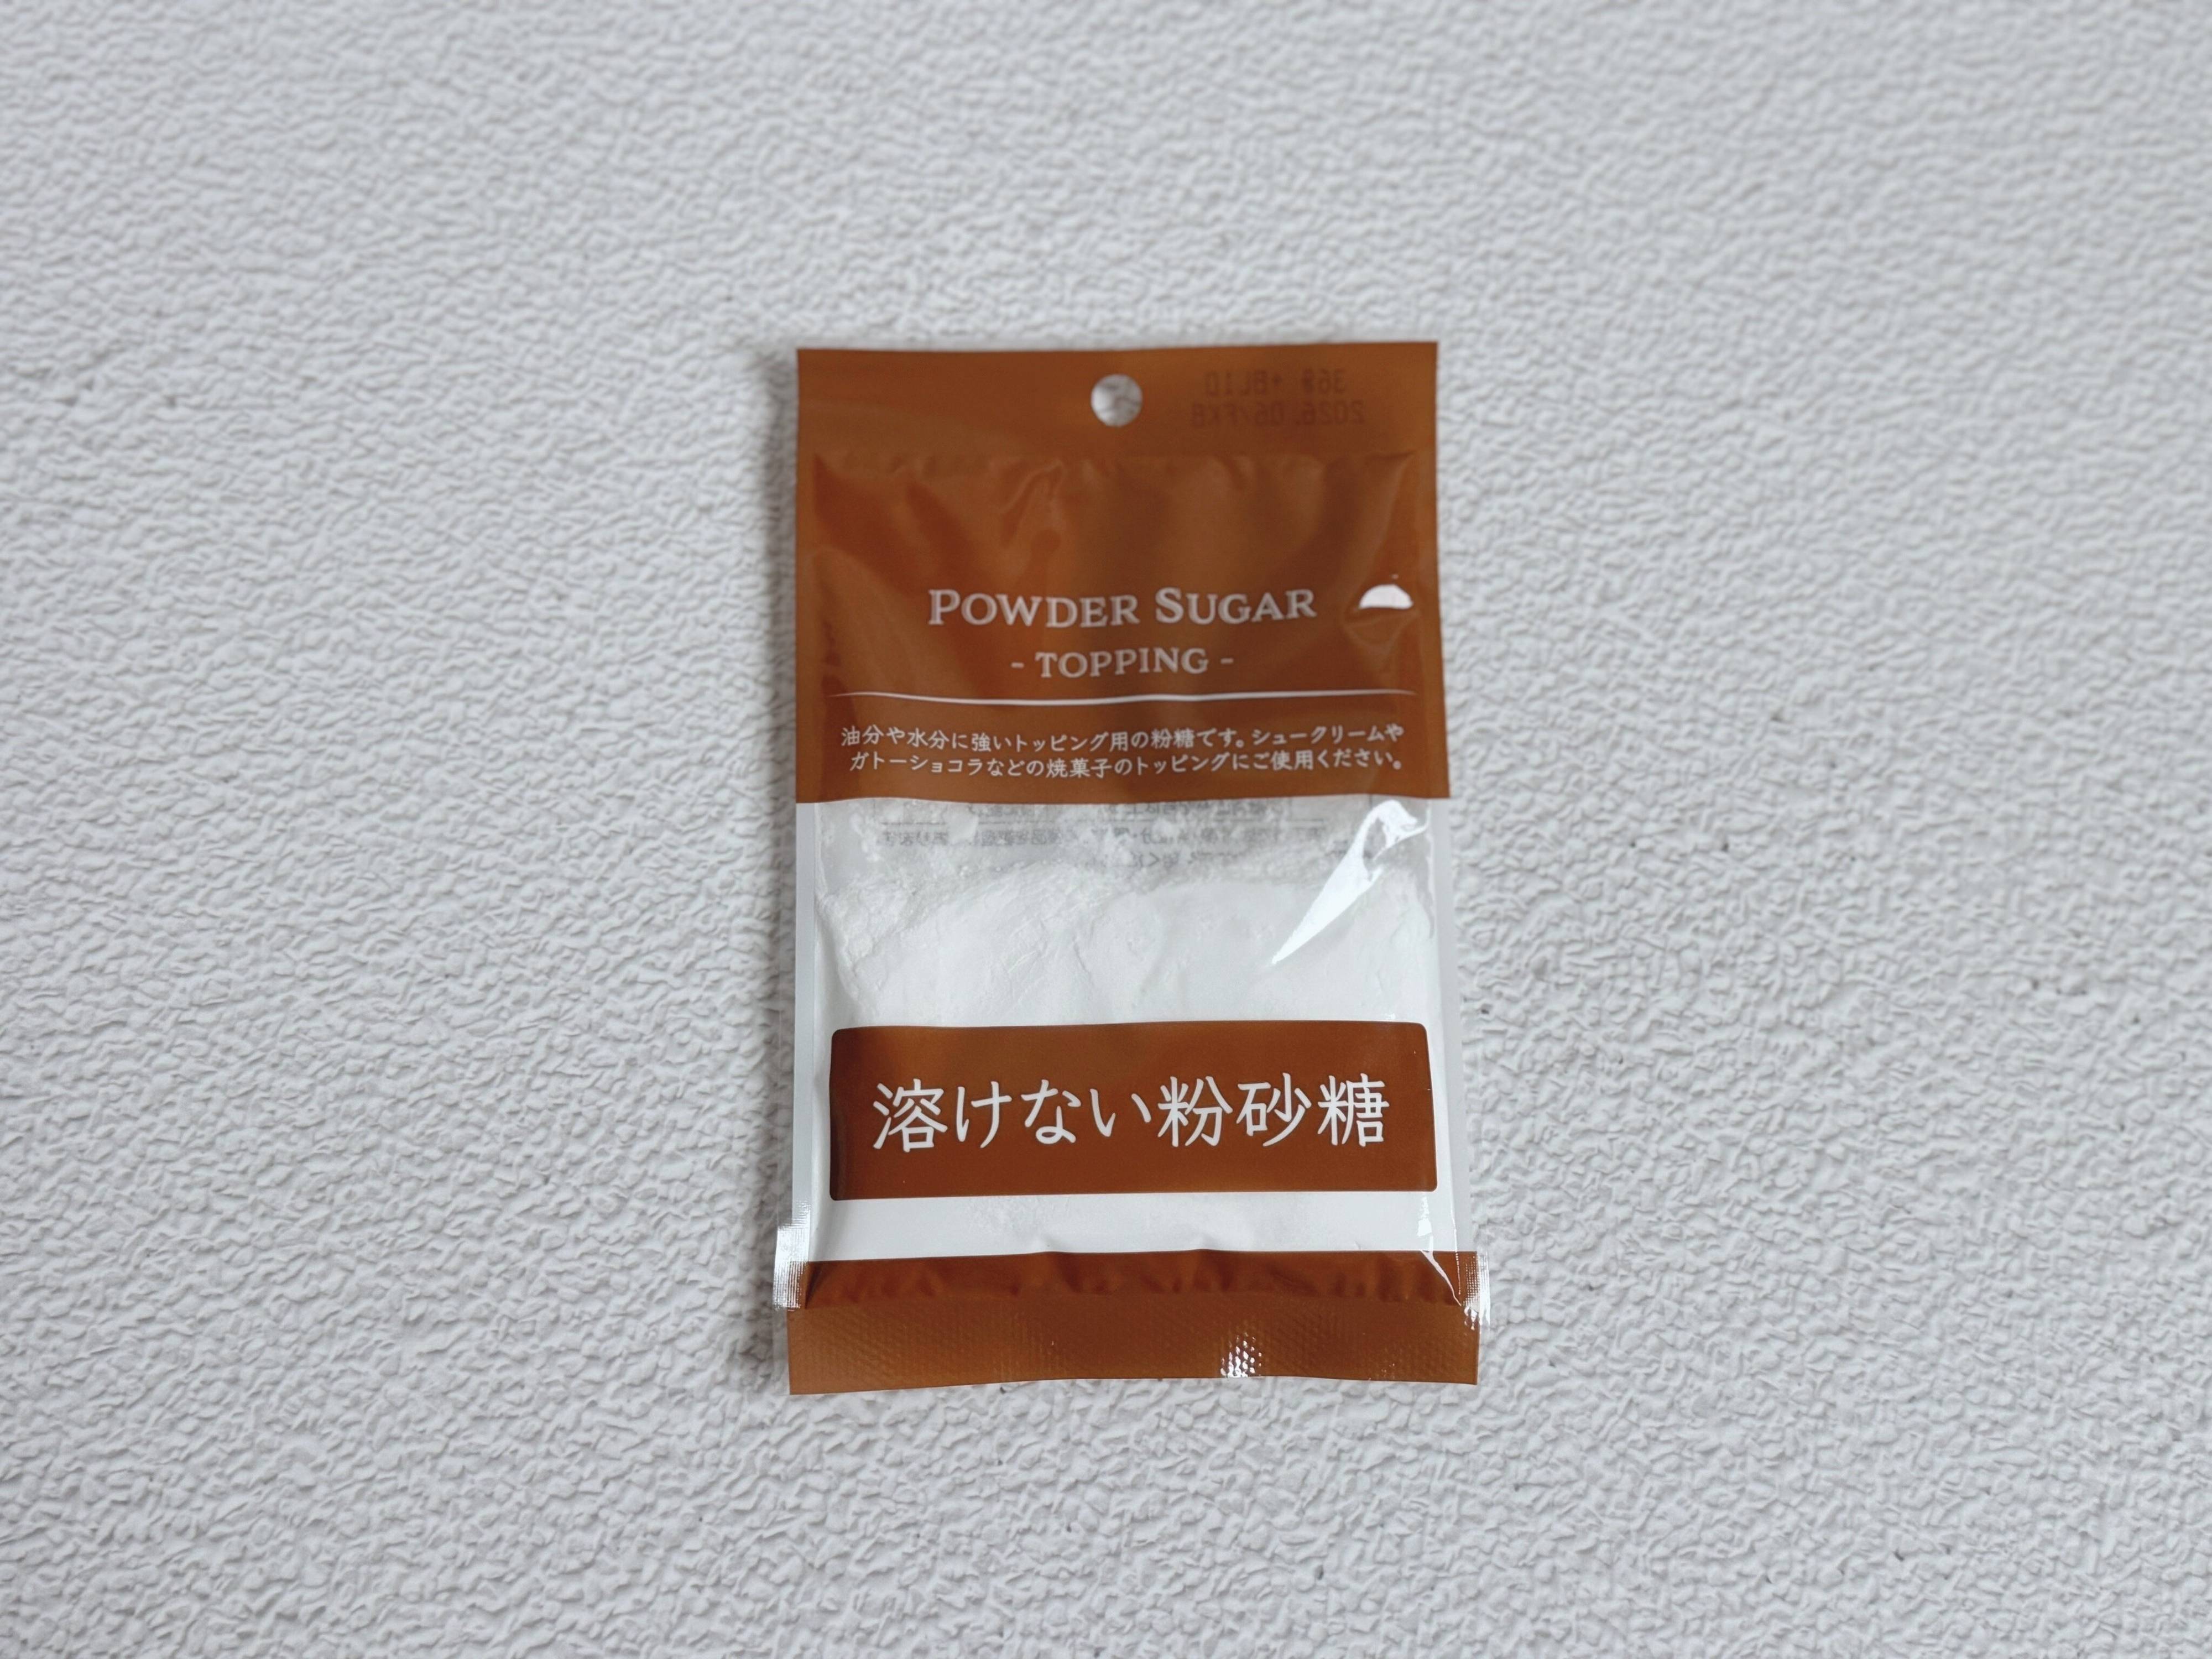 POWDER SUGAR
- TOPPING -
油分や水分に強いトッピング用の粉糖です。シュークリームや
ガトーショコラなどの焼菓子のトッピングにご使用ください。
溶けない粉砂糖